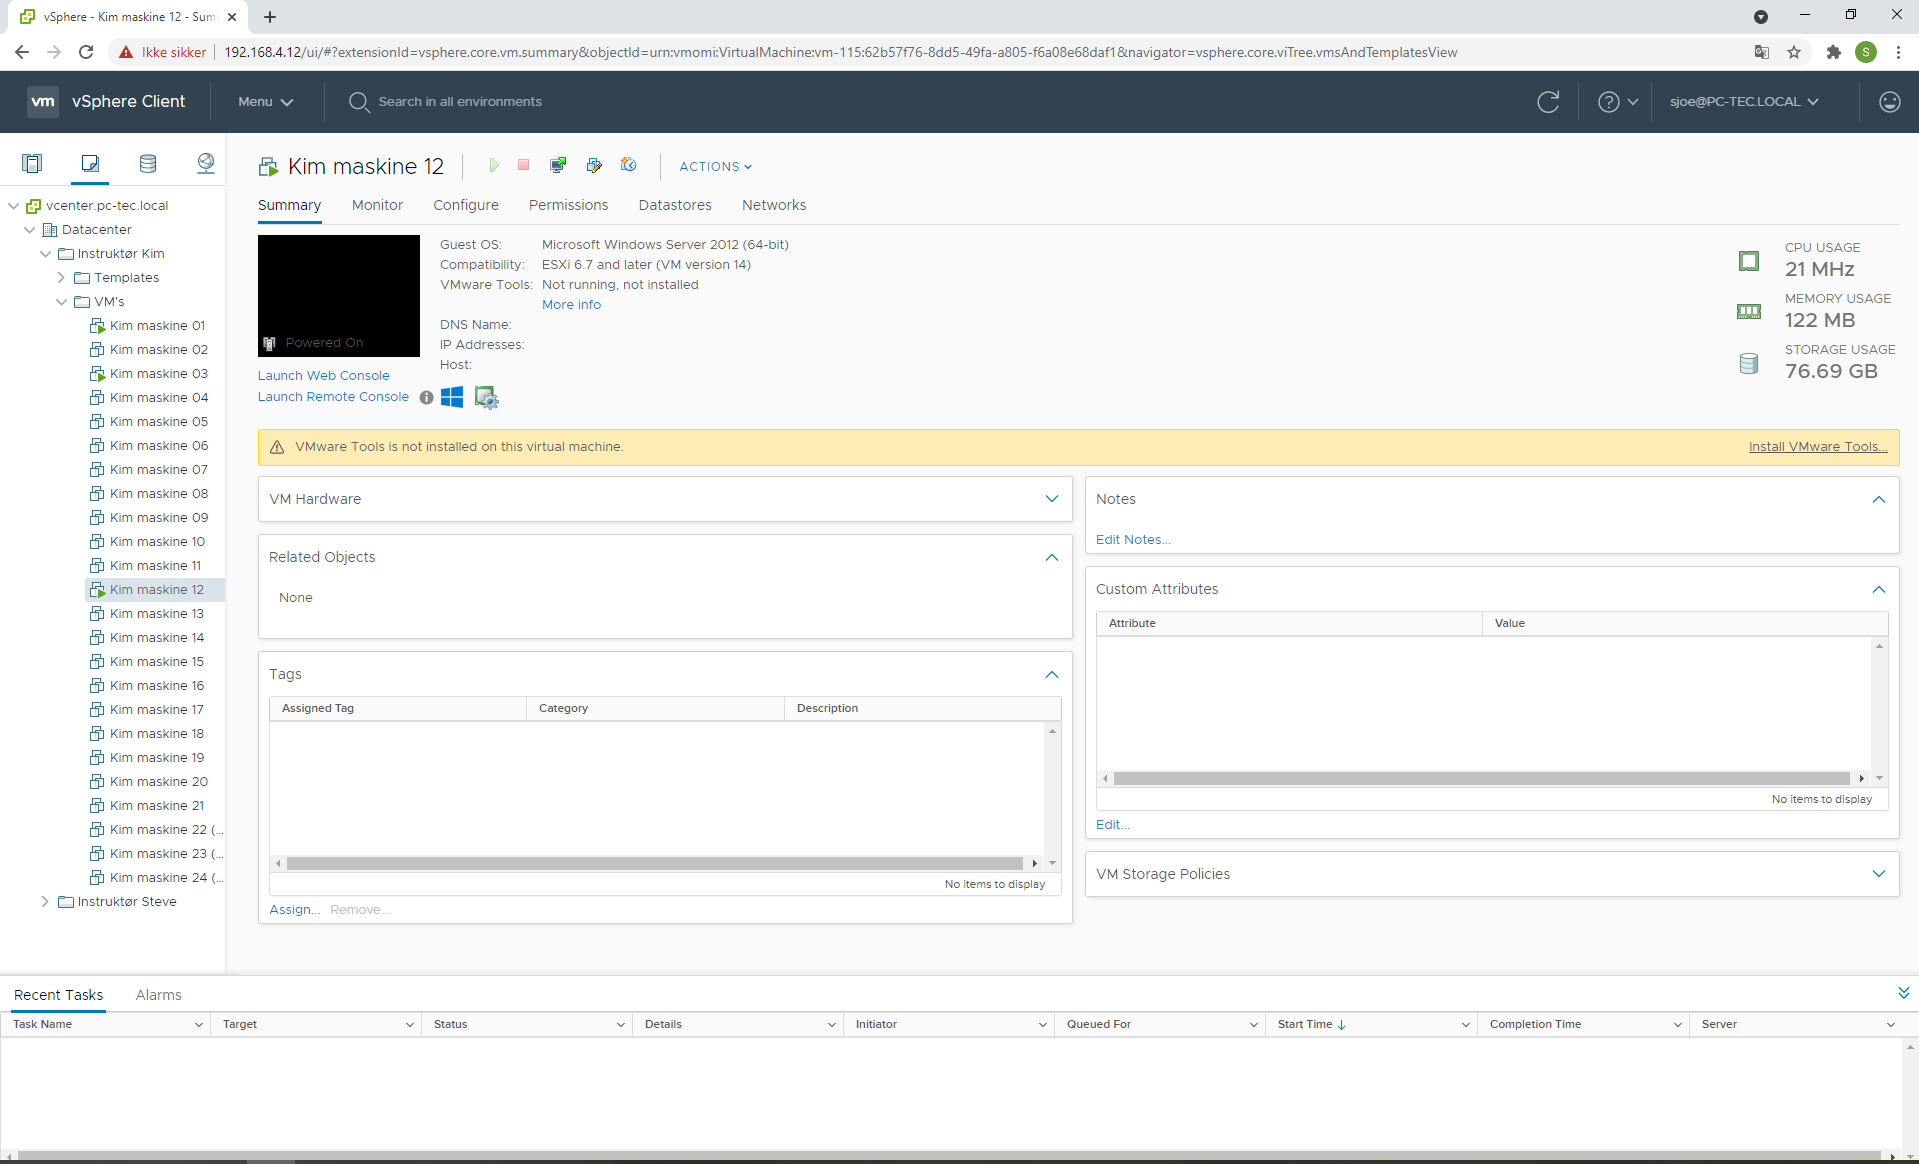 vSphere - Kim maskine 12 - Sum
Ikke sikker
192.168.4.12/ui/#?extensionId=vsphere.core.vm.summary&objectId=urn:vmomi:VirtualMachine:vm-115:62b57f76-8dd5-49fa-a805-f6a08e68daf1&navigator=vsphere.core.viTree.vmsAndTemplatesView
S
vm vSphere Client
Menu
Search in all environments
sjoe@PC-TEC.LOCAL
vcenter.pc-tec.local
Datacenter
Instruktør Kim
Templates
VM's
Kim maskine 01
Kim maskine 02
Kim maskine 03
Kim maskine 04
Kim maskine 05
Kim maskine 06
Kim maskine 07
Kim maskine 08
Kim maskine 09
Kim maskine 10
Kim maskine 11
Kim maskine 12
Kim maskine 13
Kim maskine 14
Kim maskine 15
Kim maskine 16
Kim maskine 17
Kim maskine 18
Kim maskine 19
Kim maskine 20
Kim maskine 21
Kim maskine 22 (...
Kim maskine 23 (...
Kim maskine 24 (...
Instruktør Steve
Kim maskine 12
ACTIONS
Summary Monitor Configure Permissions Datastores Networks
Powered On
Launch Web Console
Launch Remote Console
Guest OS: Microsoft Windows Server 2012 (64-bit)
Compatibility: ESXi 6.7 and later (VM version 14)
VMware Tools: Not running, not installed
More info
DNS Name:
IP Addresses:
Host:
CPU USAGE
21 MHz
MEMORY USAGE
122 MB
STORAGE USAGE
76.69 GB
VMware Tools is not installed on this virtual machine.
Install VMware Tools...
VM Hardware
Related Objects
None
Tags
Assigned Tag Category Description
No items to display
Assign... Remove...
Notes
Edit Notes...
Custom Attributes
Attribute Value
No items to display
Edit...
VM Storage Policies
Recent Tasks Alarms
Task Name Target Status Details Initiator Queued For Start Time Completion Time Server